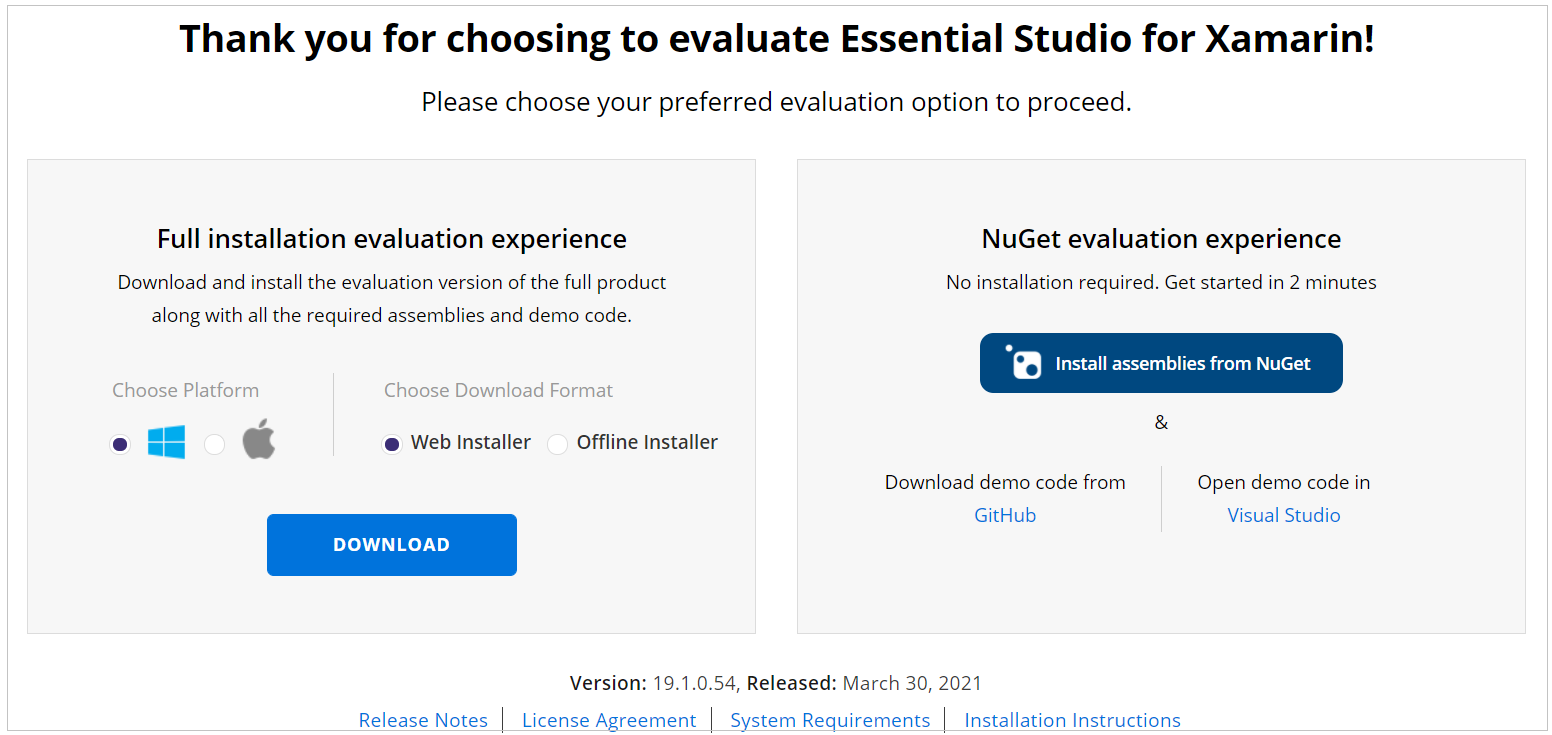 Thank you for choosing to evaluate Essential Studio for Xamarin!
Please choose your preferred evaluation option to proceed.
Full installation evaluation experience
Download and install the evaluation version of the full product
along with all the required assemblies and demo code.
Choose Platform
Choose Download Format
Web Installer
Offline Installer
DOWNLOAD
NuGet evaluation experience
No installation required. Get started in 2 minutes
Install assemblies from NuGet
&
Download demo code from
GitHub
Open demo code in
Visual Studio
Version: 19.1.0.54, Released: March 30, 2021
Release Notes | License Agreement | System Requirements | Installation Instructions